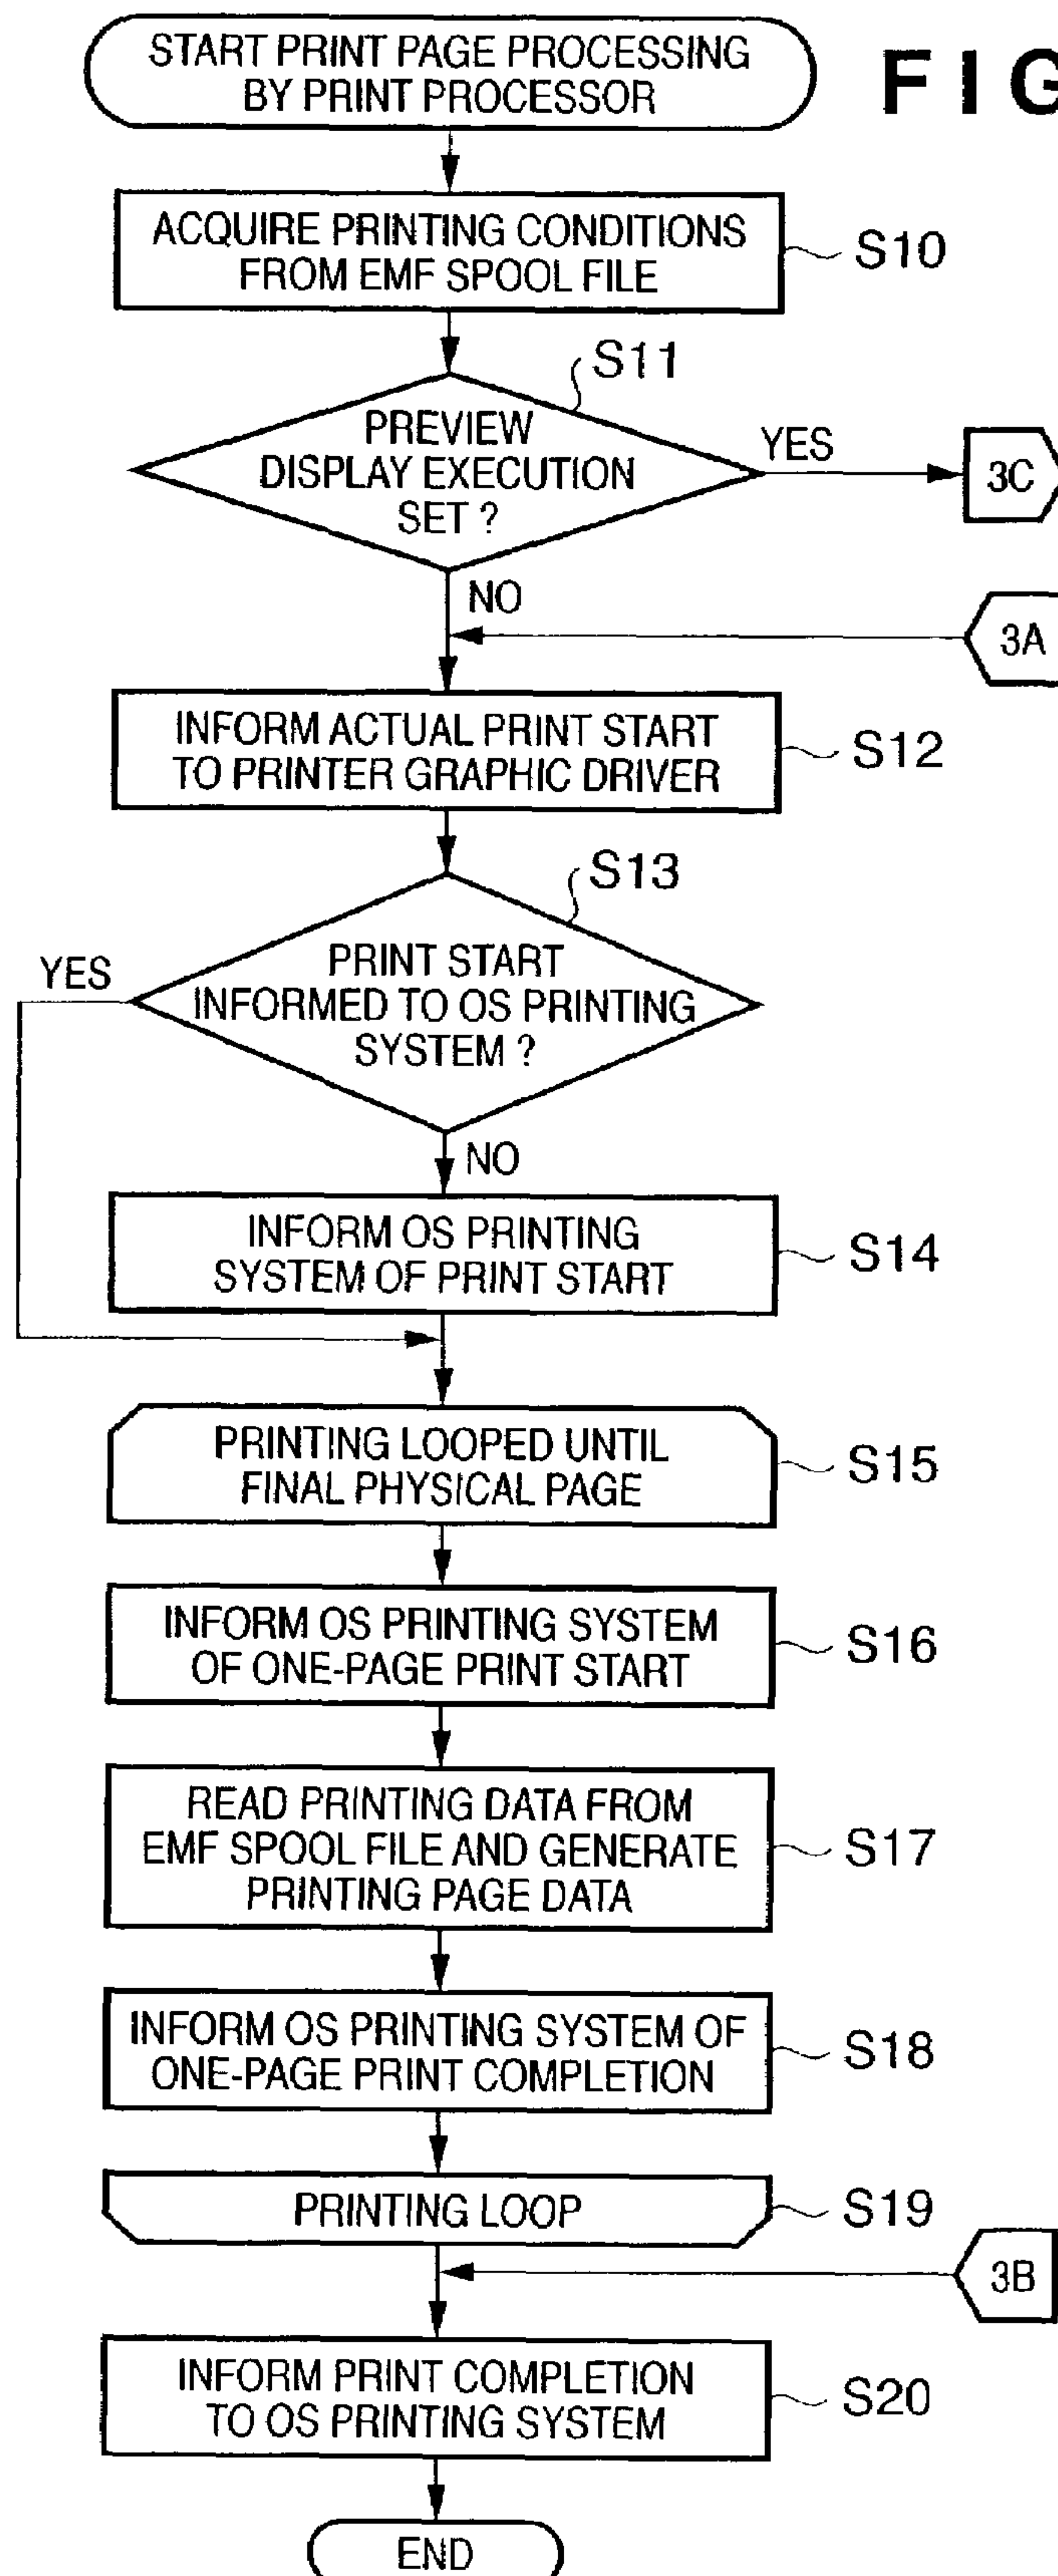 START PRINT PAGE PROCESSING
BY PRINT PROCESSOR
FIG
ACQUIRE PRINTING CONDITIONS
FROM EMF SPOOL FILE
S10
S11
PREVIEW
DISPLAY EXECUTION
SET ?
YES
3C
NO
3A
INFORM ACTUAL PRINT START
TO PRINTER GRAPHIC DRIVER
S12
S13
PRINT START
INFORMED TO OS PRINTING
SYSTEM ?
YES
NO
INFORM OS PRINTING
SYSTEM OF PRINT START
S14
PRINTING LOOPED UNTIL
FINAL PHYSICAL PAGE
S15
INFORM OS PRINTING SYSTEM
OF ONE-PAGE PRINT START
S16
READ PRINTING DATA FROM
EMF SPOOL FILE AND GENERATE
PRINTING PAGE DATA
S17
INFORM OS PRINTING SYSTEM OF
ONE-PAGE PRINT COMPLETION
S18
PRINTING LOOP
S19
3B
INFORM PRINT COMPLETION
TO OS PRINTING SYSTEM
S20
END